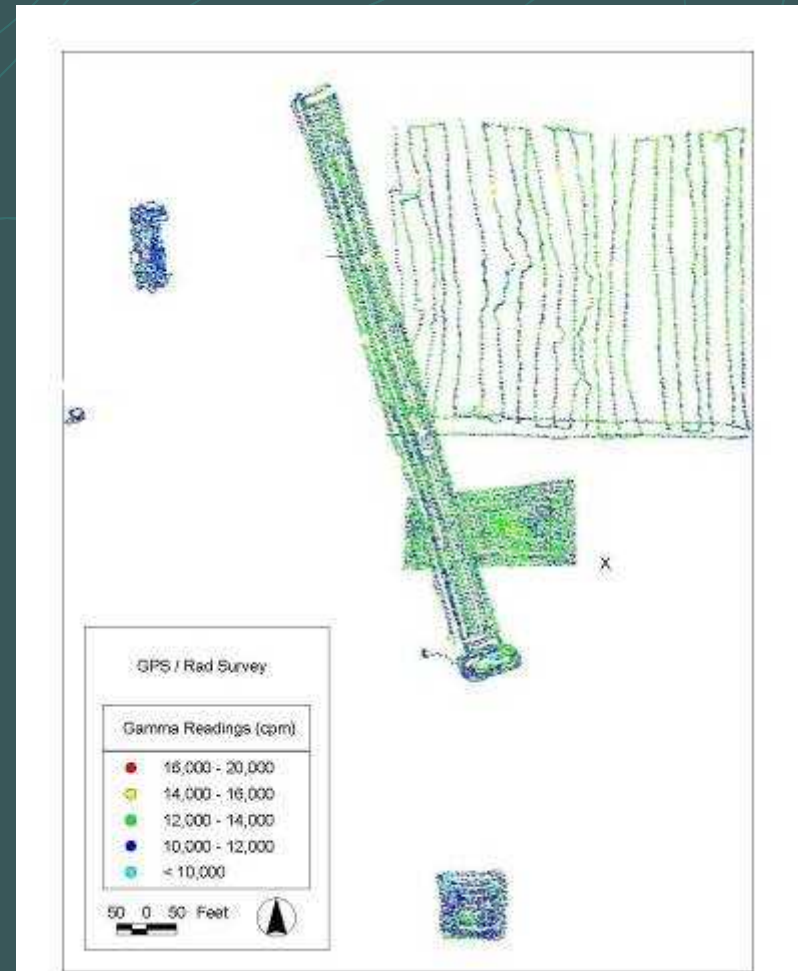 X
GPS / Rad Survey
Gamma Readings (cpm)
16,000 - 20,000
14,000 - 16,000
12,000 - 14,000
10,000 - 12,000
< 10,000
50 0 50 Feet